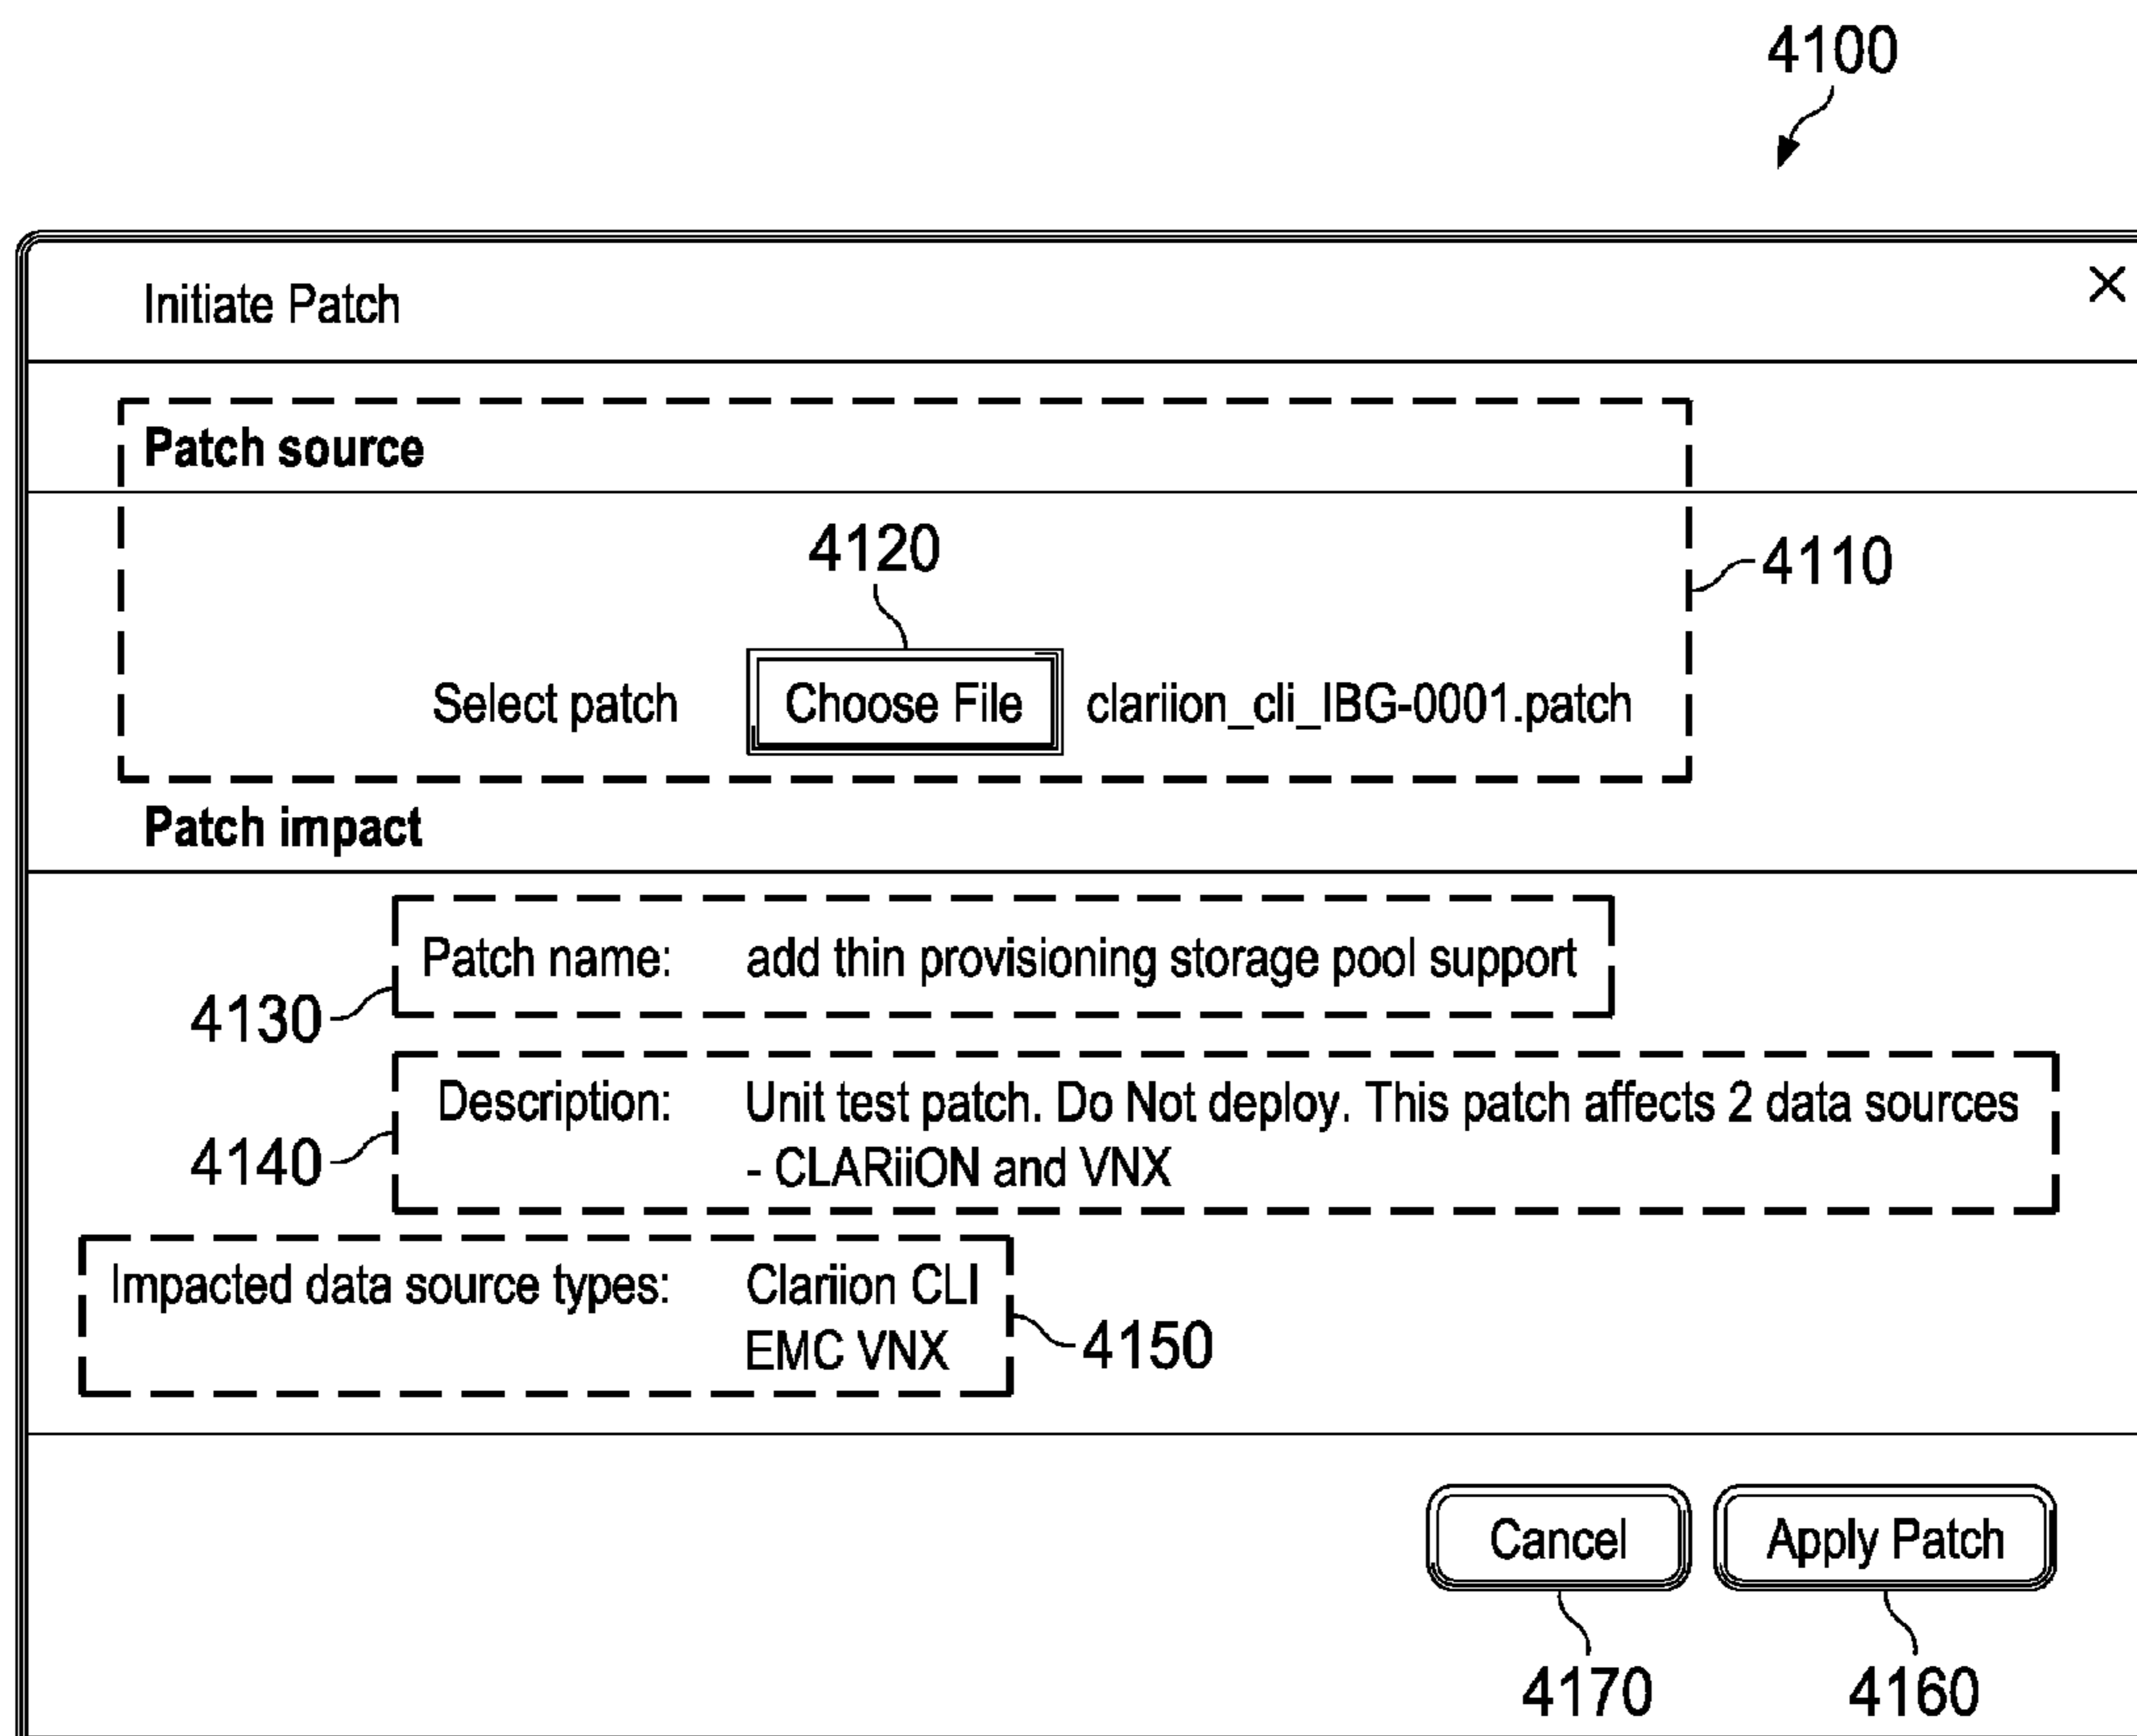 4100
Initiate Patch
Patch source
4120
4110
Select patch Choose File clariion_cli_IBG-0001.patch
Patch impact
Patch name: add thin provisioning storage pool support
4130
Description: Unit test patch. Do Not deploy. This patch affects 2 data sources
- CLARiiON and VNX
4140
Impacted data source types: Clariion CLI
EMC VNX
4150
Cancel Apply Patch
4170 4160